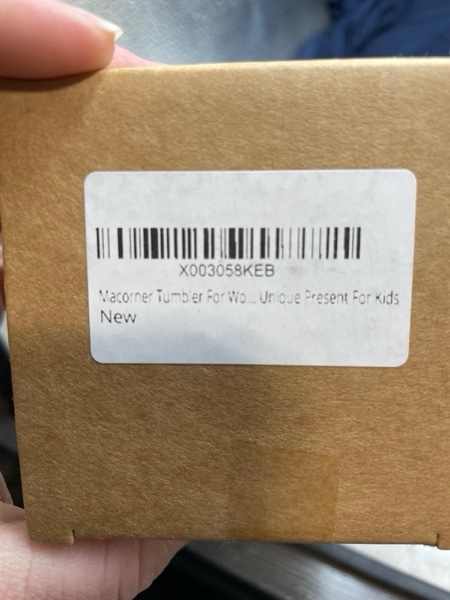 X003058KEB
Macorner Tumbler For Wo... Unique Present For Kids
New